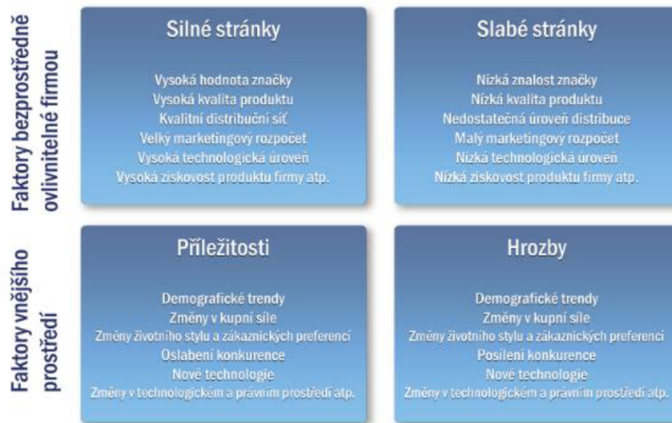 Faktory bezprostředně
ovlivnitelné firmou
Silné stránky
Vysoká hodnota značky
Vysoká kvalita produktu
Kvalitní distribuční síť
Velký marketingový rozpočet
Vysoká technologická úroveň
Vysoká ziskovost produktu firmy atp.
Slabé stránky
Nízká znalost značky
Nízká kvalita produktu
Nedostatečná úroveň distribuce
Malý marketingový rozpočet
Nízká technologická úroveň
Nízká ziskovost produktu firmy atp.
Faktory vnějšího
prostředí
Příležitosti
Demografické trendy
Změny v kupní síle
Změny životního stylu a zákaznických preferencí
Oslabení konkurence
Nové technologie
Změny v technologickém a právním prostředí atp.
Hrozby
Demografické trendy
Změny v kupní síle
Změny životního stylu a zákaznických preferencí
Posílení konkurence
Nové technologie
Změny v technologickém a právním prostředí atp.